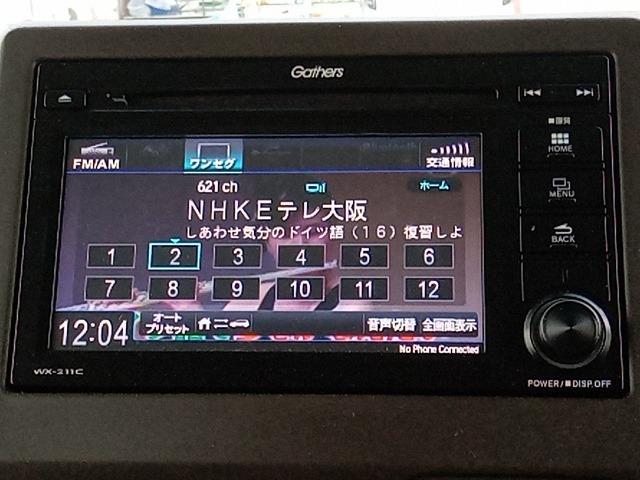 Gathers
FM/AM
ワンセグ
交通情報
HOME
621 ch
ホーム
NHKEテレ大阪
しあわせ気分のドイツ語（16）復習しよ
MENU
1 2 3 4 5 6
BACK
7 8 9 10 11 12
12:04
オート
プリセット
音声切替
全画面表示
No Phone Connected
WX-211C
POWER/■DISP.OFF